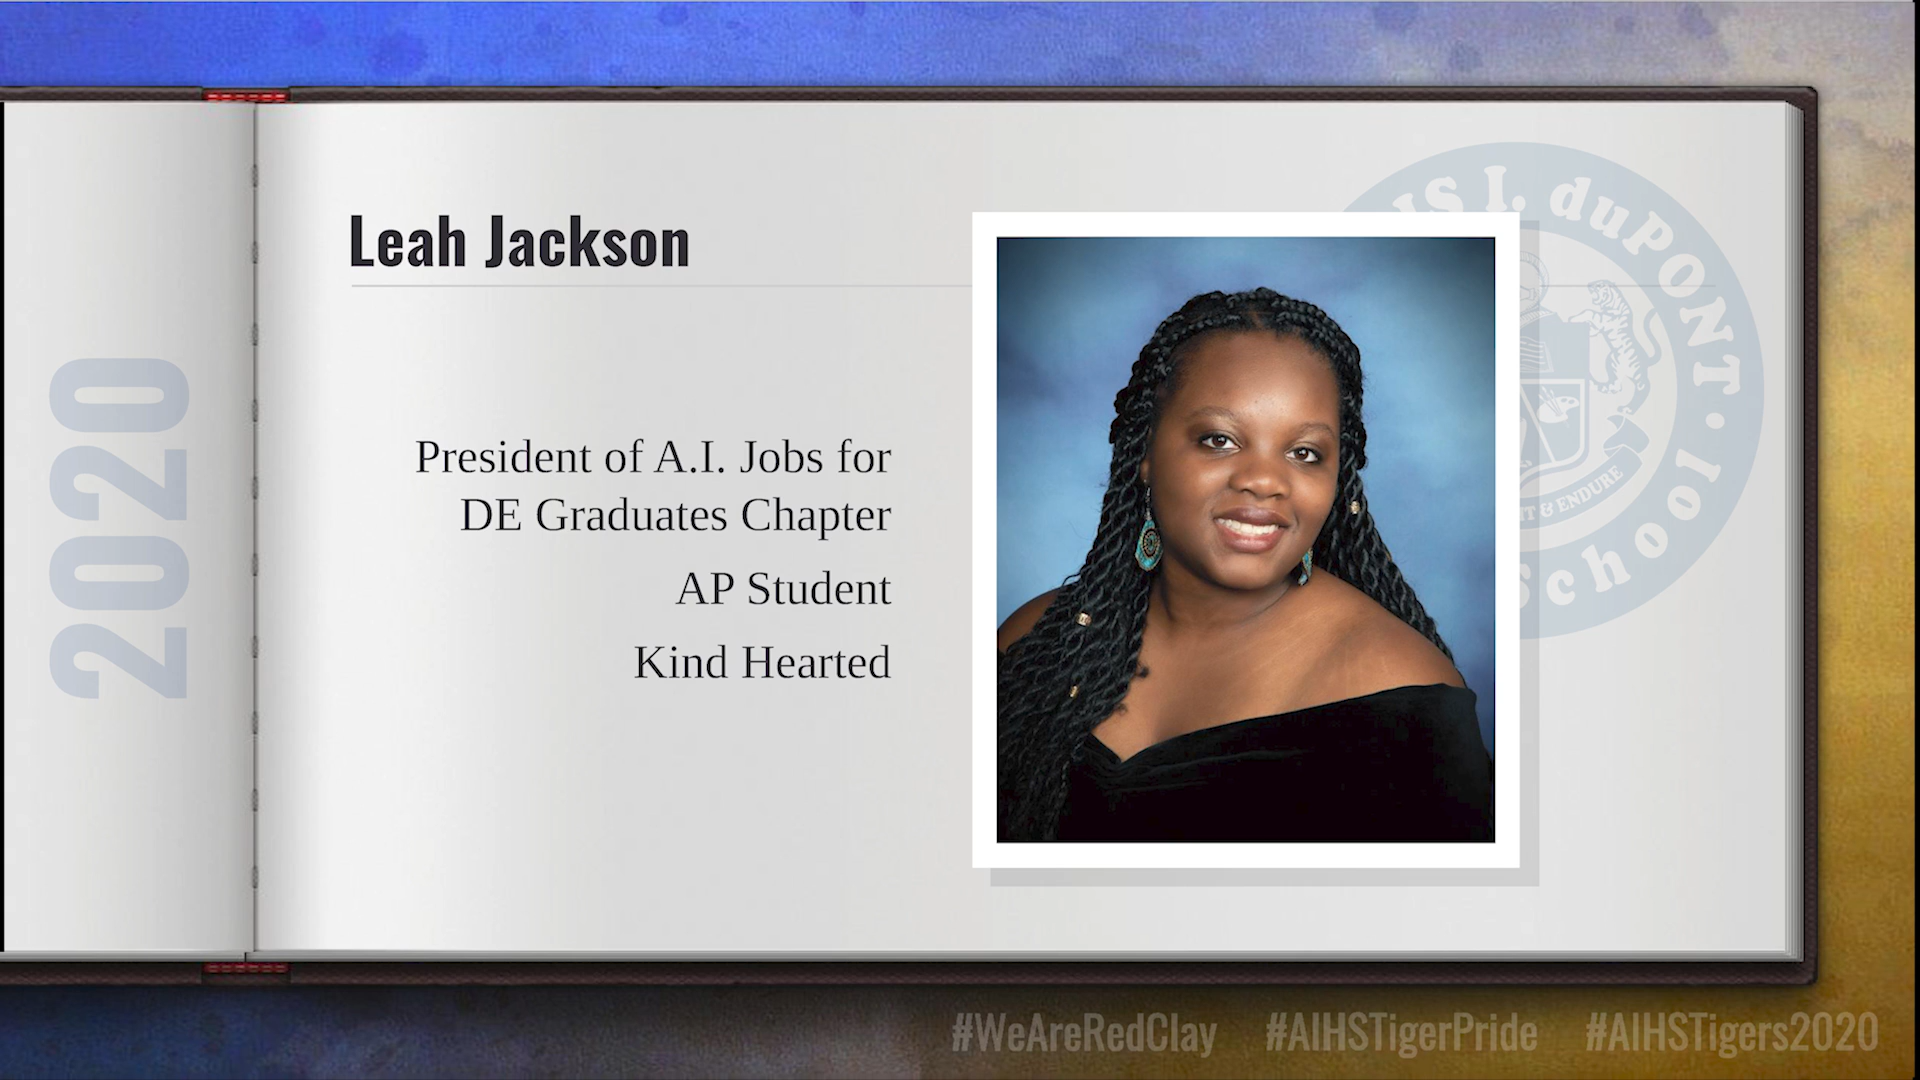 2020
Leah Jackson
President of A.I. Jobs for
DE Graduates Chapter
AP Student
Kind Hearted
I. duPONT
School
& ENDURE
#WeAreRedClay #AIHSTigerPride #AIHSTigers2020